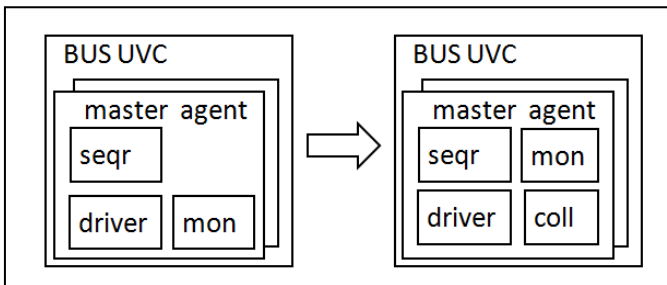 BUS UVC
master agent
seqr
driver mon
BUS UVC
master agent
seqr mon
driver coll